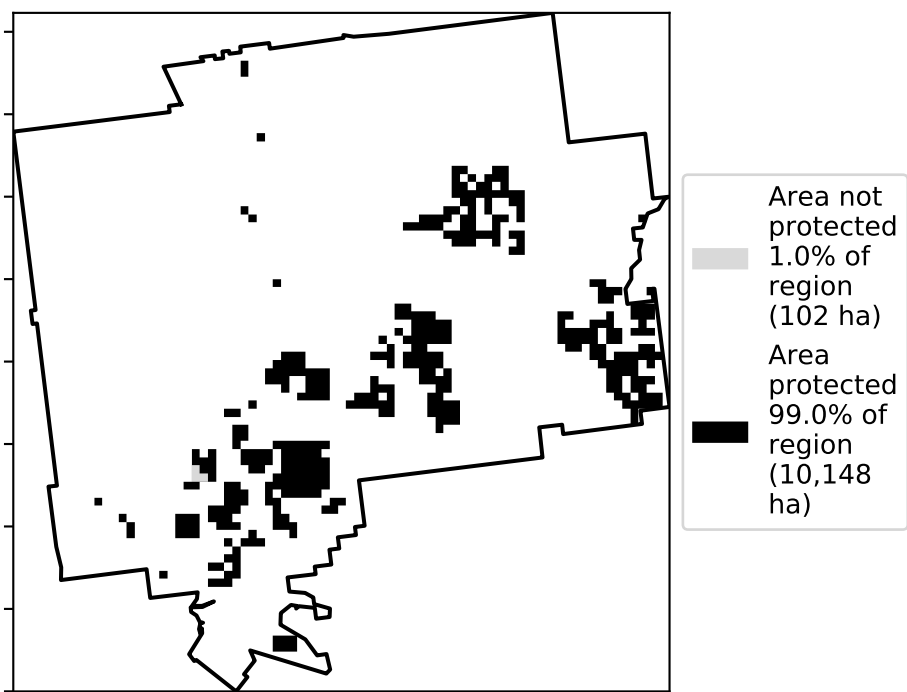 Area not
protected
1.0% of
region
(102 ha)
Area
protected
99.0% of
region
(10,148
ha)